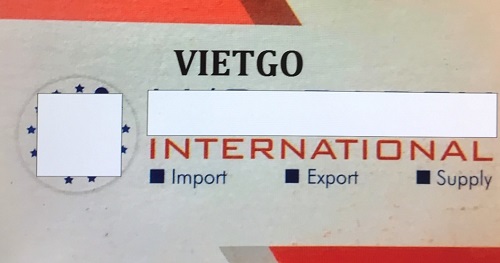 VIETGO
INTERNATIONAL
Import Export Supply